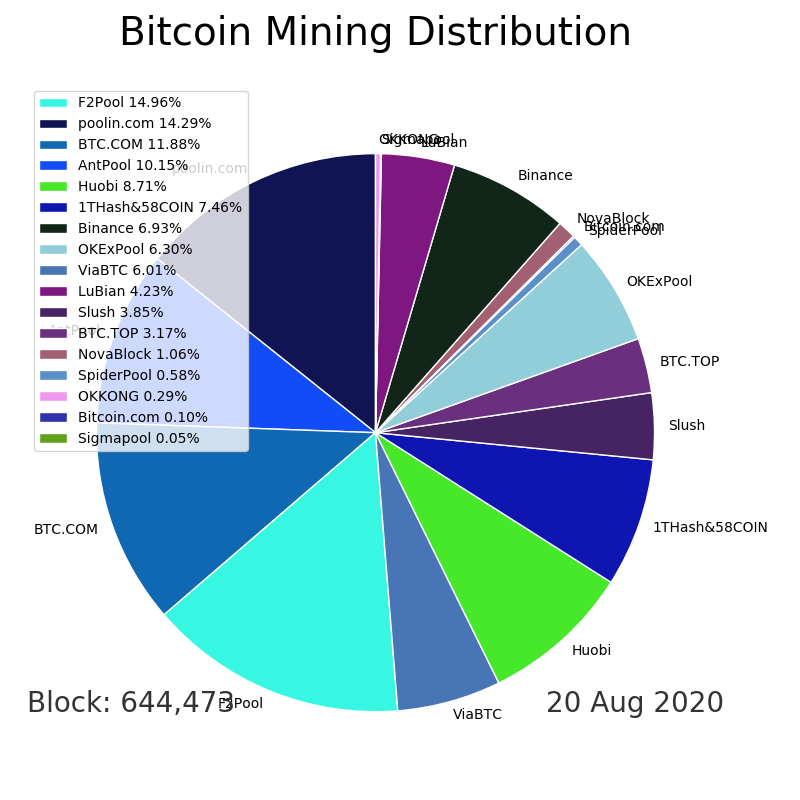 Bitcoin Mining Distribution
F2Pool 14.96%
poolin.com 14.29%
BTC.COM 11.88%
AntPool 10.15%
Huobi 8.71%
1THash&58COIN 7.46%
Binance 6.93%
OKExPool 6.30%
ViaBTC 6.01%
LuBian 4.23%
Slush 3.85%
BTC.TOP 3.17%
NovaBlock 1.06%
SpiderPool 0.58%
OKKONG 0.29%
Bitcoin.com 0.10%
Sigmapool 0.05%
OKKONG
Sigmapool
LuBian
Binance
NovaBlock
Bitcoin.com
SpiderPool
OKExPool
BTC.TOP
Slush
1THash&58COIN
Huobi
ViaBTC
F2Pool
BTC.COM
AntPool
poolin.com
Block: 644,473
20 Aug 2020